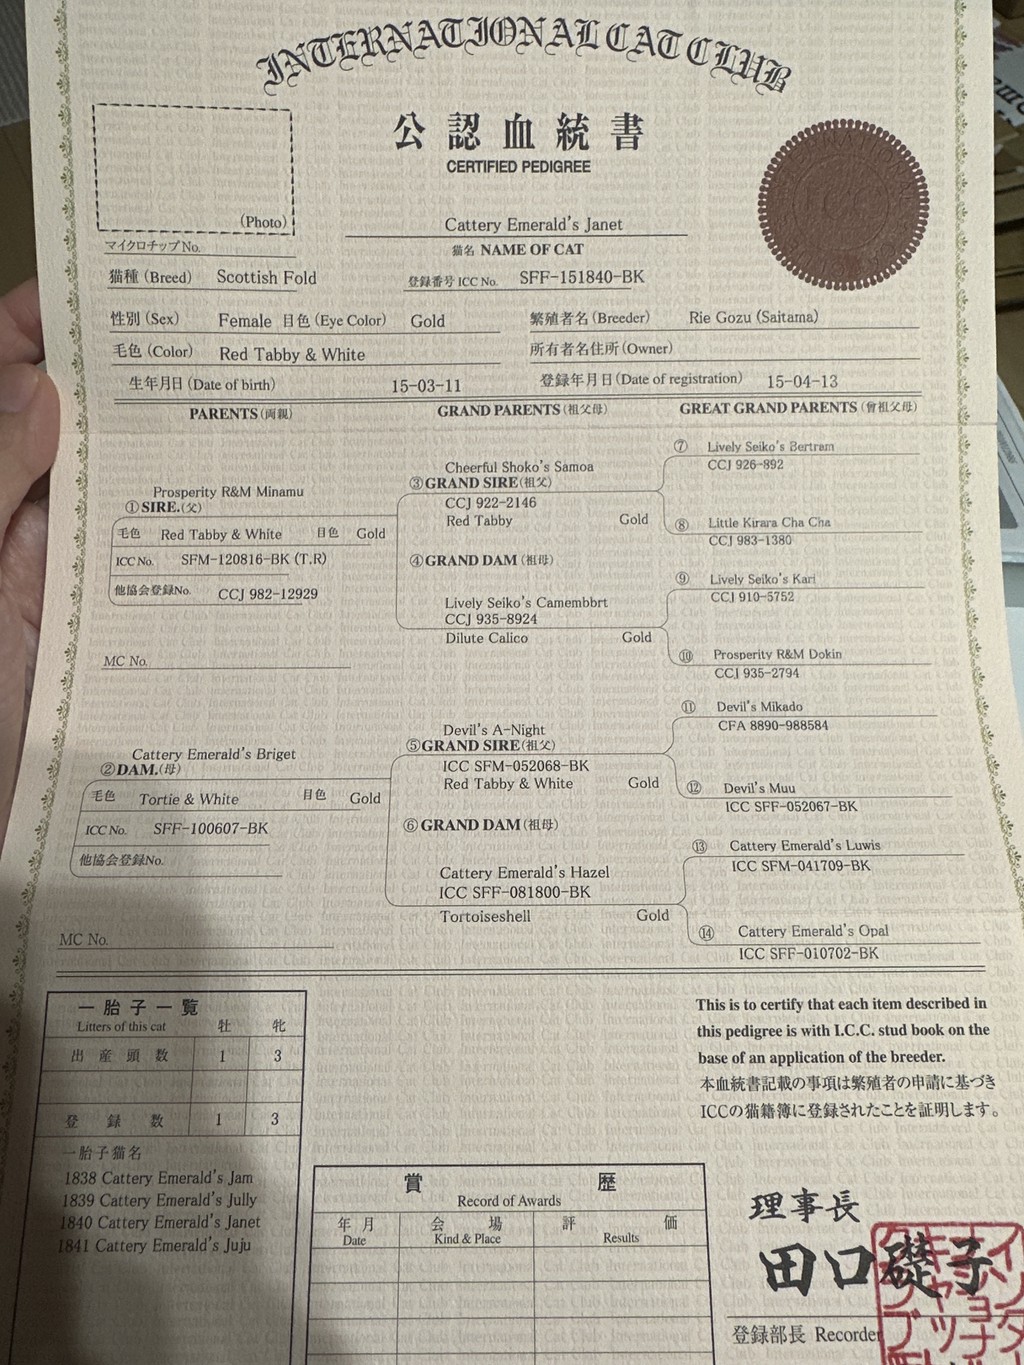 INTERNATIONAL CAT CLUB
公認血統書
CERTIFIED PEDIGREE
(Photo)
マイクロチップNo.
Cattery Emerald's Janet
猫名 NAME OF CAT
猫種 (Breed) Scottish Fold
登録番号 ICC No. SFF-151840-BK
性別 (Sex) Female 目色 (Eye Color) Gold
繁殖者名 (Breeder) Rie Gozu (Saitama)
毛色 (Color) Red Tabby & White
所有者名住所 (Owner)
生年月日 (Date of birth) 15-03-11
登録年月日 (Date of registration) 15-04-13
PARENTS (両親) GRAND PARENTS (祖父母) GREAT GRAND PARENTS (曾祖父母)
Prosperity R&M Minamu
① SIRE. (父)
毛色 Red Tabby & White 目色 Gold
ICC No. SFM-120816-BK (T.R)
他協会登録No. CCJ 982-12929
MC No.
Cheerful Shoko's Samoa
③ GRAND SIRE (祖父)
CCJ 922-2146
Red Tabby Gold
④ GRAND DAM (祖母)
Lively Seiko's Camembbrt
CCJ 935-8924
Dilute Calico Gold
⑦ Lively Seiko's Bertram
CCJ 926-892
⑧ Little Kirara Cha Cha
CCJ 983-1380
⑨ Lively Seiko's Kari
CCJ 910-5752
⑩ Prosperity R&M Dokin
CCJ 935-2794
Cattery Emerald's Briget
② DAM. (母)
毛色 Tortie & White 目色 Gold
ICC No. SFF-100607-BK
他協会登録No.
MC No.
Devil's A-Night
⑤ GRAND SIRE (祖父)
ICC SFM-052068-BK
Red Tabby & White Gold
⑥ GRAND DAM (祖母)
Cattery Emerald's Hazel
ICC SFF-081800-BK
Tortoiseshell Gold
⑪ Devil's Mikado
CFA 8890-988584
⑫ Devil's Muu
ICC SFF-052067-BK
⑬ Cattery Emerald's Luwis
ICC SFM-041709-BK
⑭ Cattery Emerald's Opal
ICC SFF-010702-BK
一胎子一覧
Litters of this cat 牡 牝
出産頭数 1 3
登録数 1 3
一胎子猫名
1838 Cattery Emerald's Jam
1839 Cattery Emerald's Jully
1840 Cattery Emerald's Janet
1841 Cattery Emerald's Juju
賞歴
Record of Awards
年月 会場 評価
Date Kind & Place Results
This is to certify that each item described in
this pedigree is with I.C.C. stud book on the
base of an application of the breeder.
本血統書記載の事項は繁殖者の申請に基づき
ICCの猫籍簿に登録されたことを証明します。
理事長
田口礎子
登録部長 Recorder